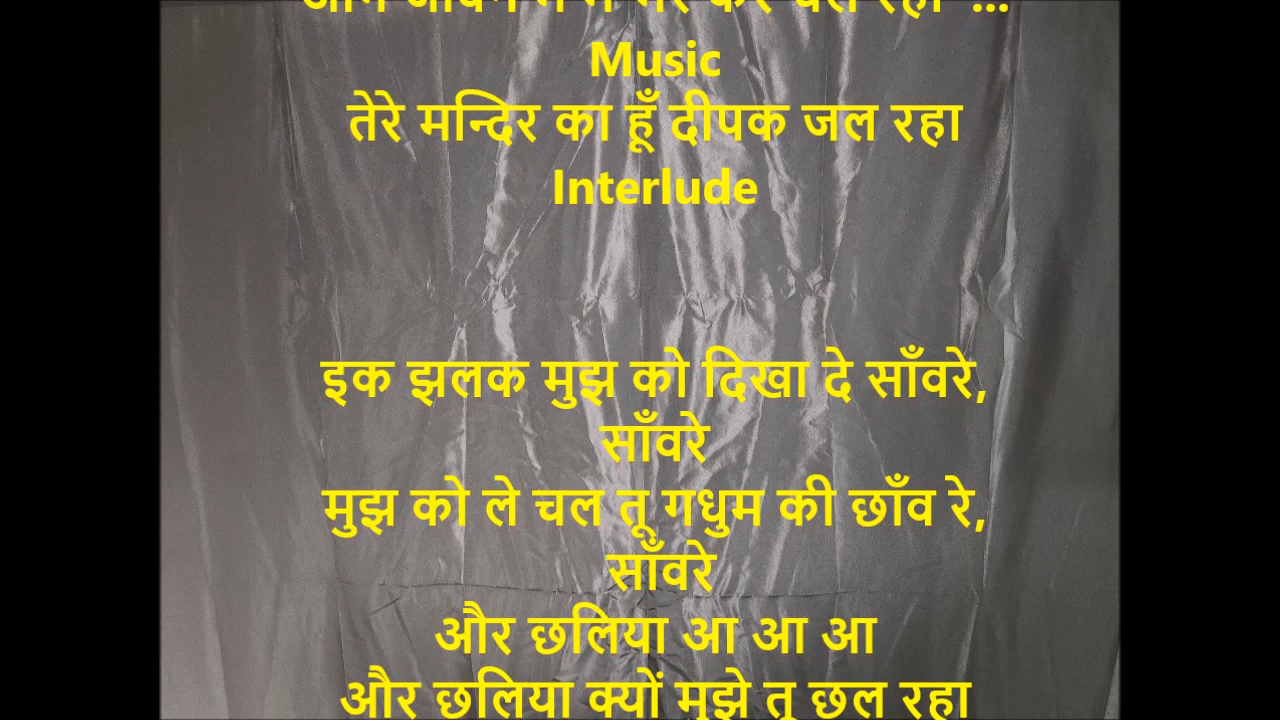 रहा ...
Music
तेरे मन्दिर का हूँ दीपक जल रहा
Interlude
इक झलक मुझ को दिखा दे साँवरे,
साँवरे
मुझ को ले चल तू गधुम की छाँव रे,
साँवरे
और छलिया आ आ आ
और छलिया क्यों मुझे तू छल रहा